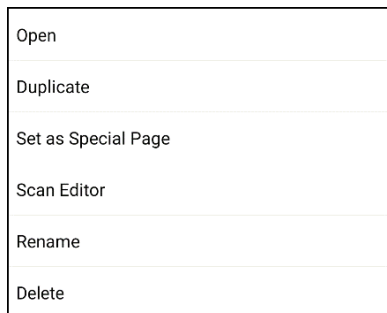 Open
Duplicate
Set as Special Page
Scan Editor
Rename
Delete